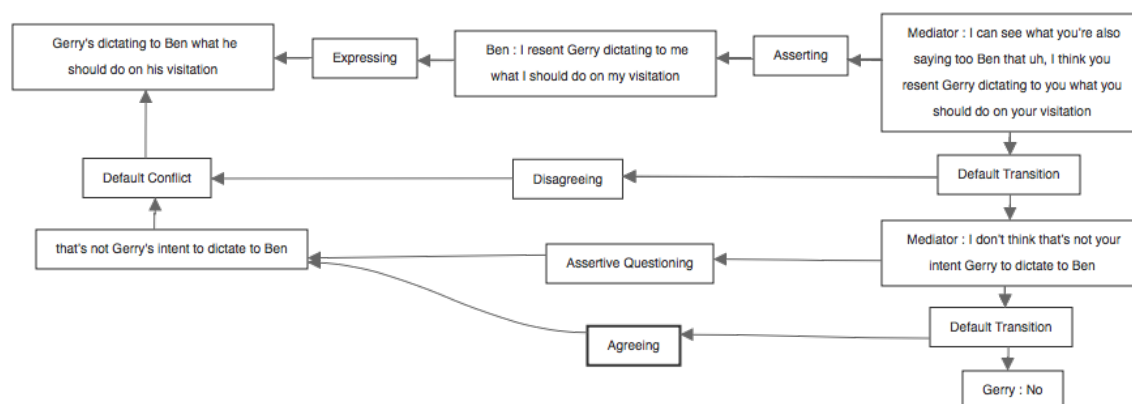 Gerry's dictating to Ben what he
should do on his visitation
Expressing
Ben : I resent Gerry dictating to me
what I should do on my visitation
Asserting
Mediator : I can see what you're also
saying too Ben that uh, I think you
resent Gerry dictating to you what you
should do on your visitation
Default Conflict
Disagreeing
Default Transition
that's not Gerry's intent to dictate to Ben
Assertive Questioning
Mediator : I don't think that's not your
intent Gerry to dictate to Ben
Agreeing
Default Transition
Gerry : No